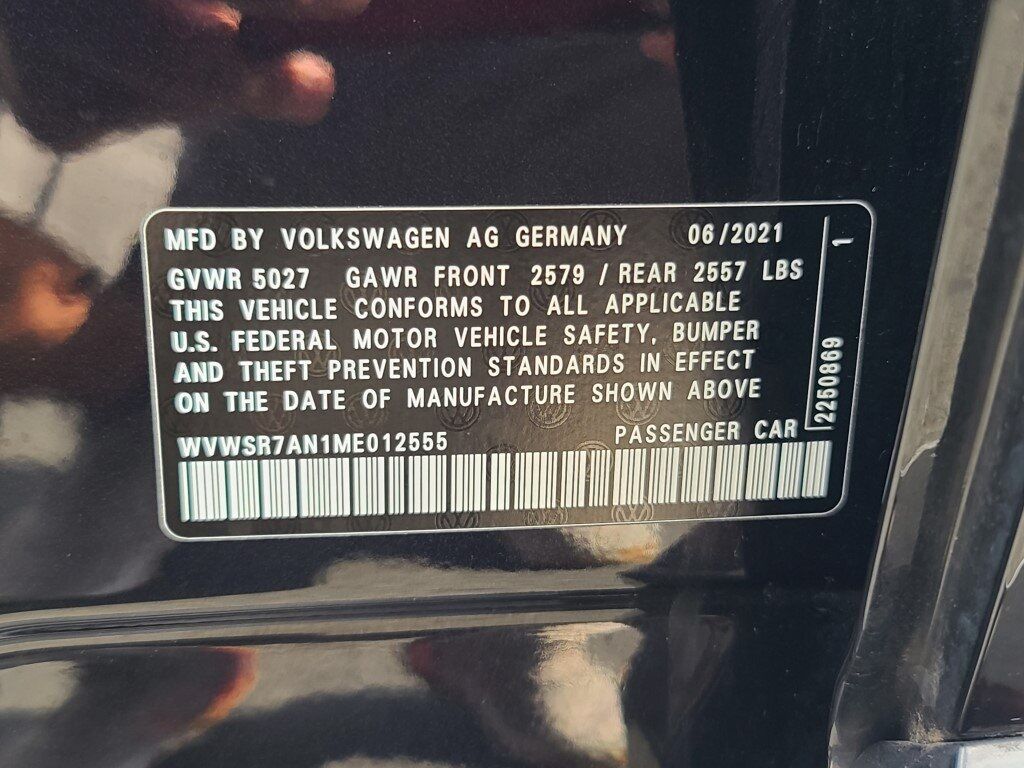 MFD BY VOLKSWAGEN AG GERMANY 06/2021
GVWR 5027 GAWR FRONT 2579 / REAR 2557 LBS
THIS VEHICLE CONFORMS TO ALL APPLICABLE
U.S. FEDERAL MOTOR VEHICLE SAFETY, BUMPER
AND THEFT PREVENTION STANDARDS IN EFFECT
ON THE DATE OF MANUFACTURE SHOWN ABOVE
WVWSR7AN1ME012555 PASSENGER CAR
2250869 1